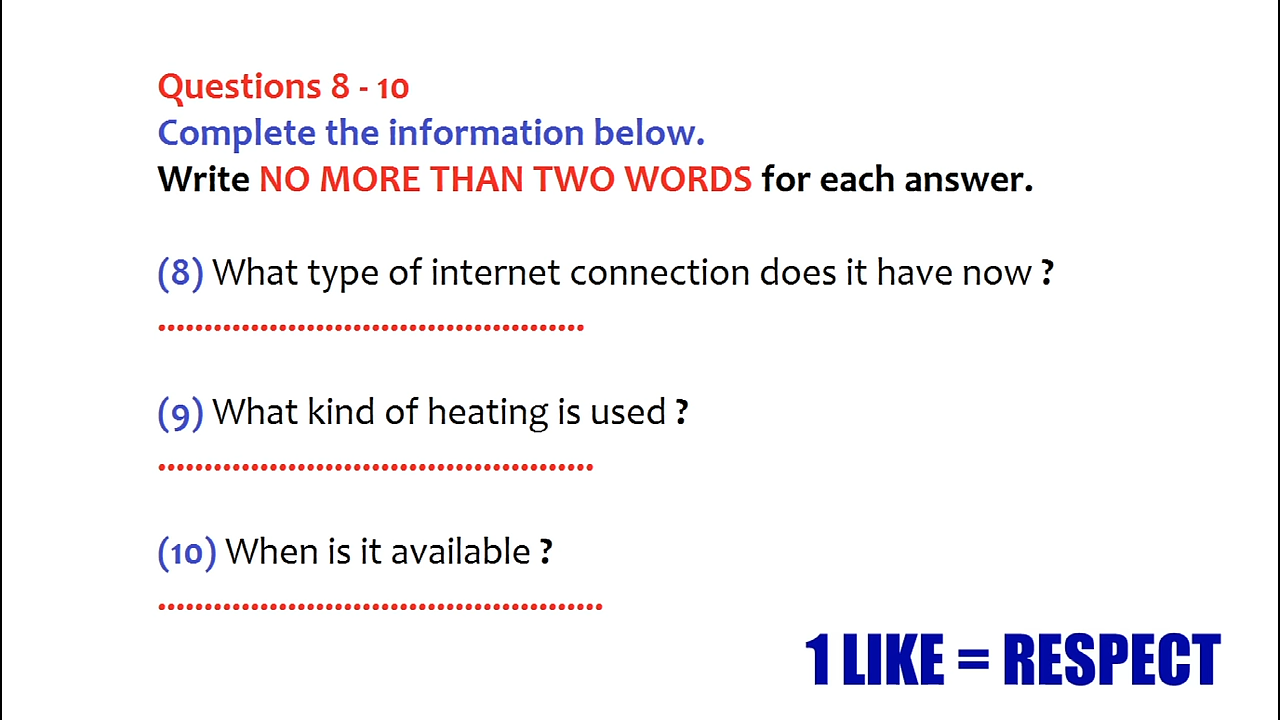 Questions 8 - 10
Complete the information below.
Write NO MORE THAN TWO WORDS for each answer.
(8) What type of internet connection does it have now ?
..............................................
(9) What kind of heating is used ?
...............................................
(10) When is it available ?
................................................
1 LIKE = RESPECT